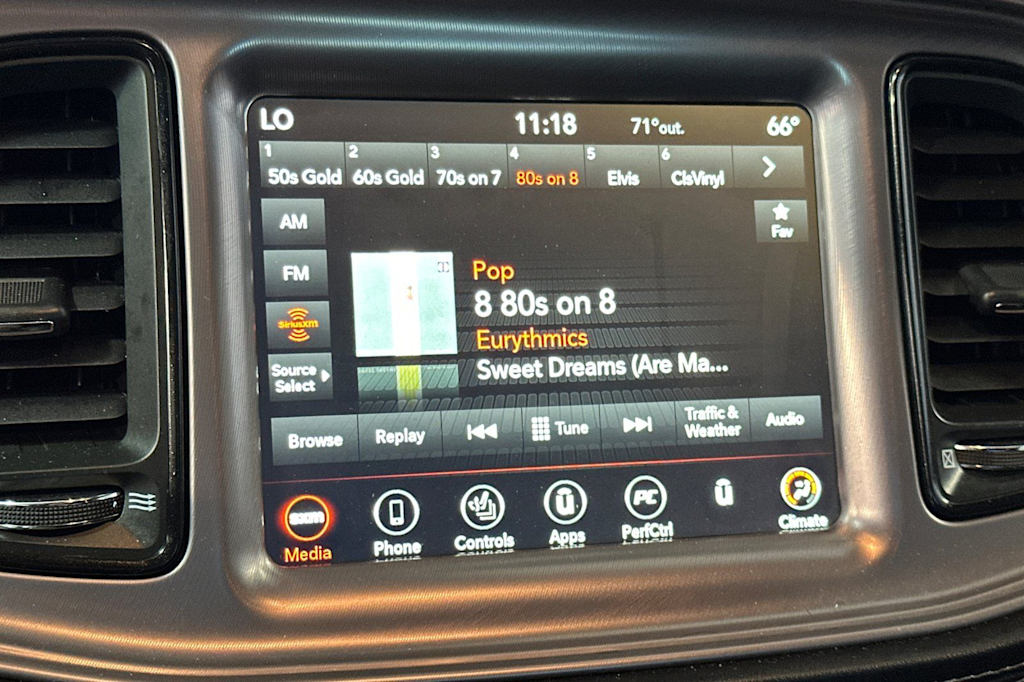 LO 11:18 71°out. 66°
1 2 3 4 5 6
50s Gold 60s Gold 70s on 7 80s on 8 Elvis ClsVinyl
AM
Fav
FM
Pop
8 80s on 8
SiriusXM
Eurythmics
Source
Select
Sweet Dreams (Are Ma...
Browse Replay Tune Traffic &
Weather
Audio
sxm
PC
Media Phone Controls Apps PerfCtrl Climate